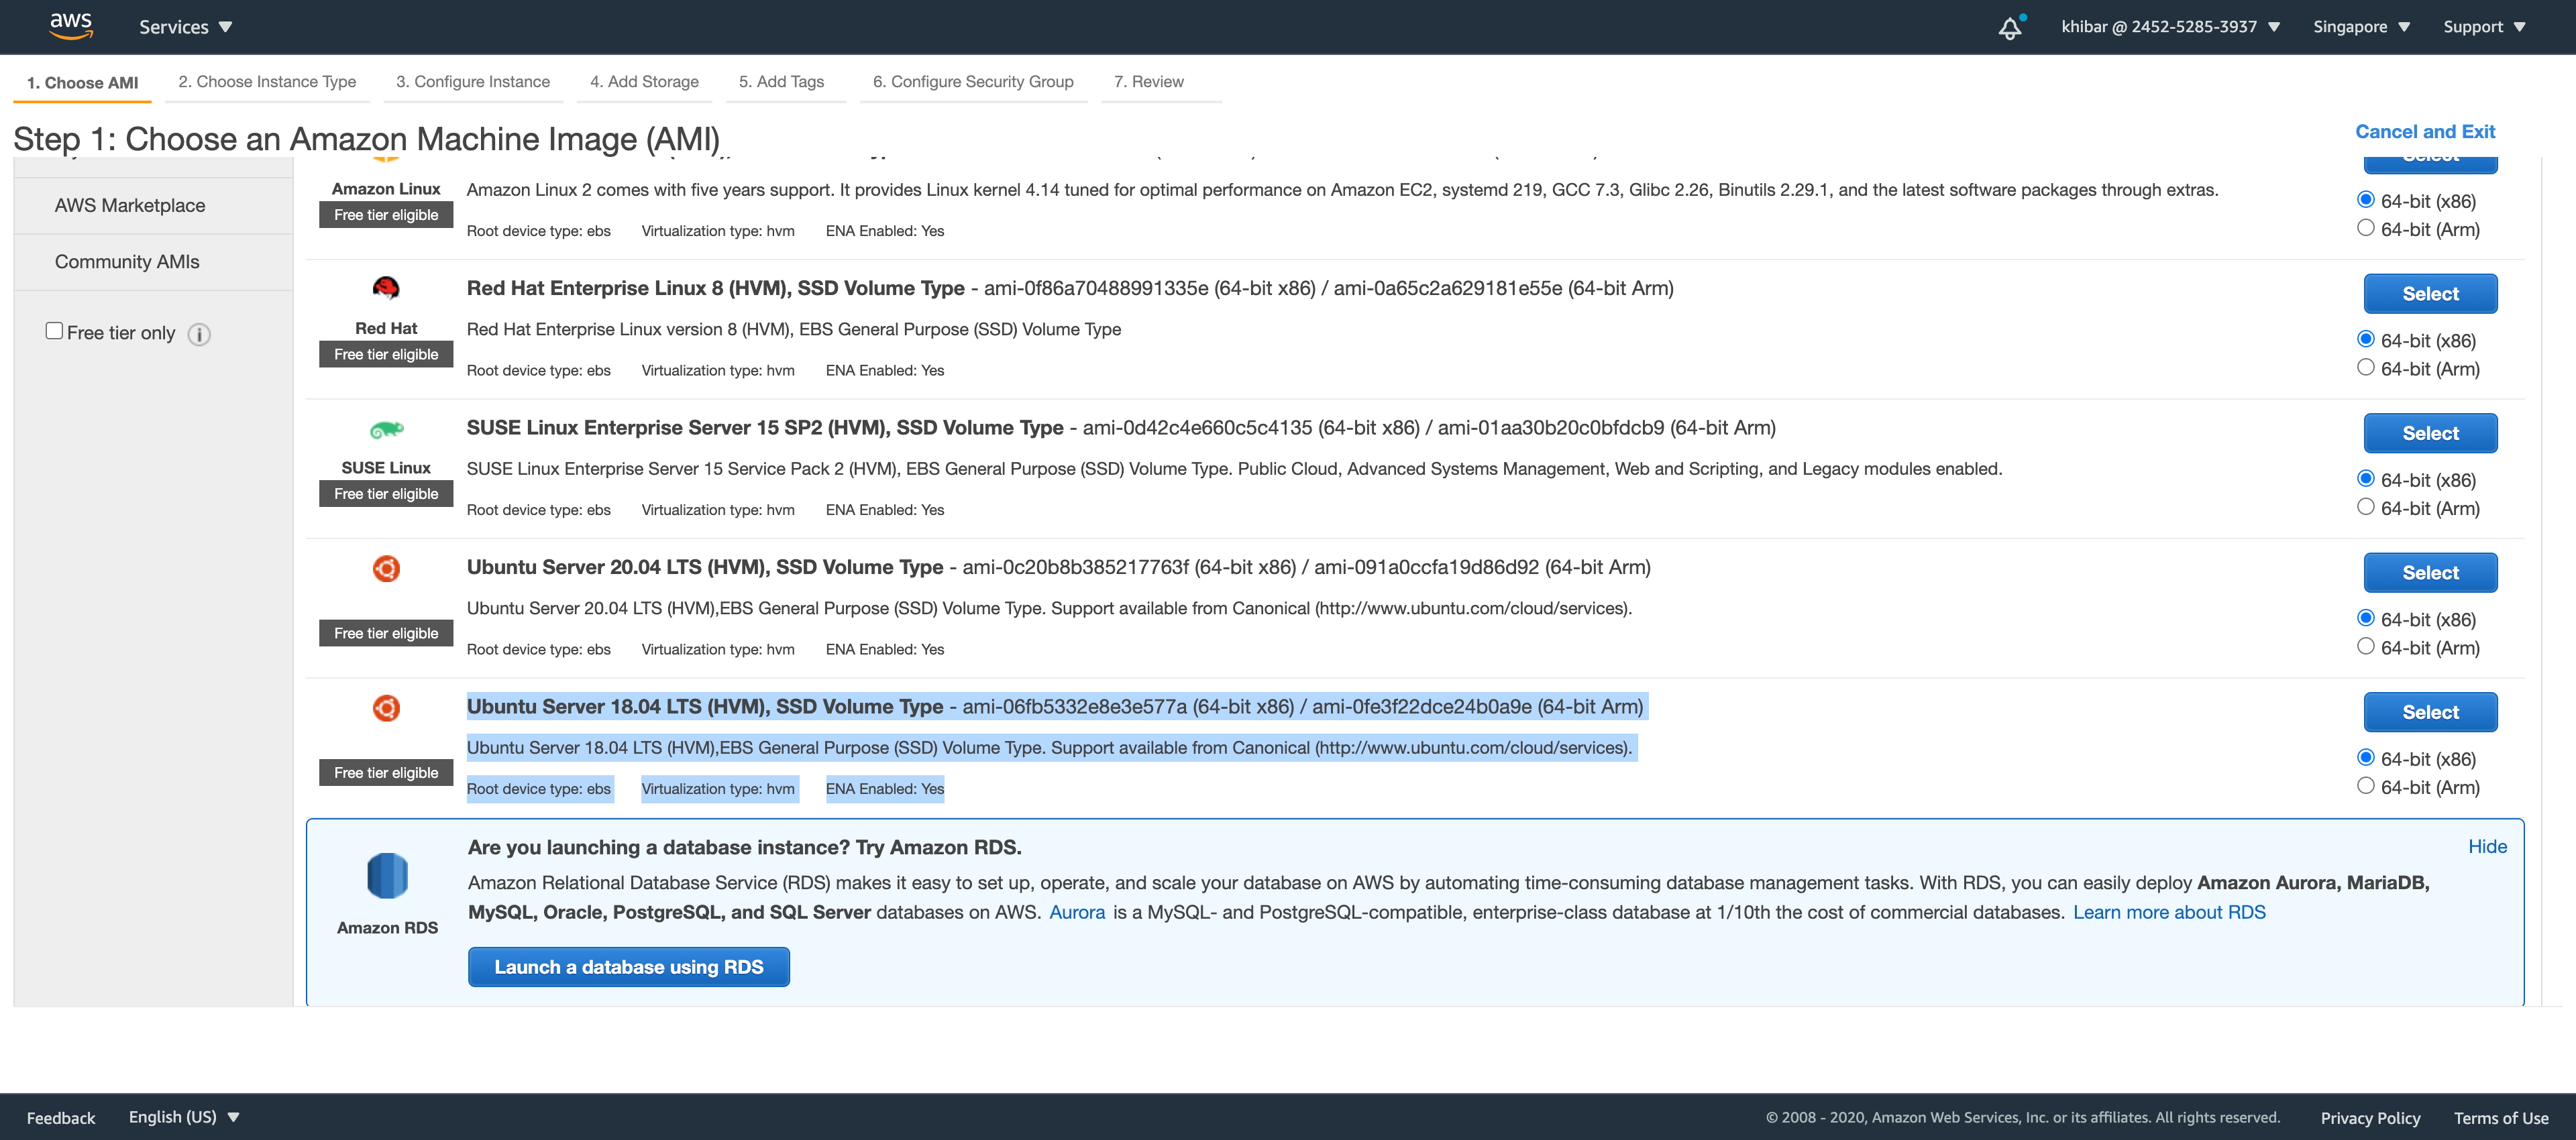 aws Services khibar @ 2452-5285-3937 Singapore Support
1. Choose AMI 2. Choose Instance Type 3. Configure Instance 4. Add Storage 5. Add Tags 6. Configure Security Group 7. Review
Step 1: Choose an Amazon Machine Image (AMI)
Cancel and Exit
AWS Marketplace
Community AMIs
Free tier only
Amazon Linux
Free tier eligible
Amazon Linux 2 comes with five years support. It provides Linux kernel 4.14 tuned for optimal performance on Amazon EC2, systemd 219, GCC 7.3, Glibc 2.26, Binutils 2.29.1, and the latest software packages through extras.
Root device type: ebs Virtualization type: hvm ENA Enabled: Yes
Select
64-bit (x86)
64-bit (Arm)
Red Hat
Free tier eligible
Red Hat Enterprise Linux 8 (HVM), SSD Volume Type - ami-0f86a70488991335e (64-bit x86) / ami-0a65c2a629181e55e (64-bit Arm)
Red Hat Enterprise Linux version 8 (HVM), EBS General Purpose (SSD) Volume Type
Root device type: ebs Virtualization type: hvm ENA Enabled: Yes
Select
64-bit (x86)
64-bit (Arm)
SUSE Linux
Free tier eligible
SUSE Linux Enterprise Server 15 SP2 (HVM), SSD Volume Type - ami-0d42c4e660c5c4135 (64-bit x86) / ami-01aa30b20c0bfdcb9 (64-bit Arm)
SUSE Linux Enterprise Server 15 Service Pack 2 (HVM), EBS General Purpose (SSD) Volume Type. Public Cloud, Advanced Systems Management, Web and Scripting, and Legacy modules enabled.
Root device type: ebs Virtualization type: hvm ENA Enabled: Yes
Select
64-bit (x86)
64-bit (Arm)
Free tier eligible
Ubuntu Server 20.04 LTS (HVM), SSD Volume Type - ami-0c20b8b385217763f (64-bit x86) / ami-091a0ccfa19d86d92 (64-bit Arm)
Ubuntu Server 20.04 LTS (HVM),EBS General Purpose (SSD) Volume Type. Support available from Canonical (http://www.ubuntu.com/cloud/services).
Root device type: ebs Virtualization type: hvm ENA Enabled: Yes
Select
64-bit (x86)
64-bit (Arm)
Free tier eligible
Ubuntu Server 18.04 LTS (HVM), SSD Volume Type - ami-06fb5332e8e3e577a (64-bit x86) / ami-0fe3f22dce24b0a9e (64-bit Arm)
Ubuntu Server 18.04 LTS (HVM),EBS General Purpose (SSD) Volume Type. Support available from Canonical (http://www.ubuntu.com/cloud/services).
Root device type: ebs Virtualization type: hvm ENA Enabled: Yes
Select
64-bit (x86)
64-bit (Arm)
Amazon RDS
Are you launching a database instance? Try Amazon RDS.
Hide
Amazon Relational Database Service (RDS) makes it easy to set up, operate, and scale your database on AWS by automating time-consuming database management tasks. With RDS, you can easily deploy Amazon Aurora, MariaDB,
MySQL, Oracle, PostgreSQL, and SQL Server databases on AWS. Aurora is a MySQL- and PostgreSQL-compatible, enterprise-class database at 1/10th the cost of commercial databases. Learn more about RDS
Launch a database using RDS
Feedback English (US) © 2008 - 2020, Amazon Web Services, Inc. or its affiliates. All rights reserved. Privacy Policy Terms of Use